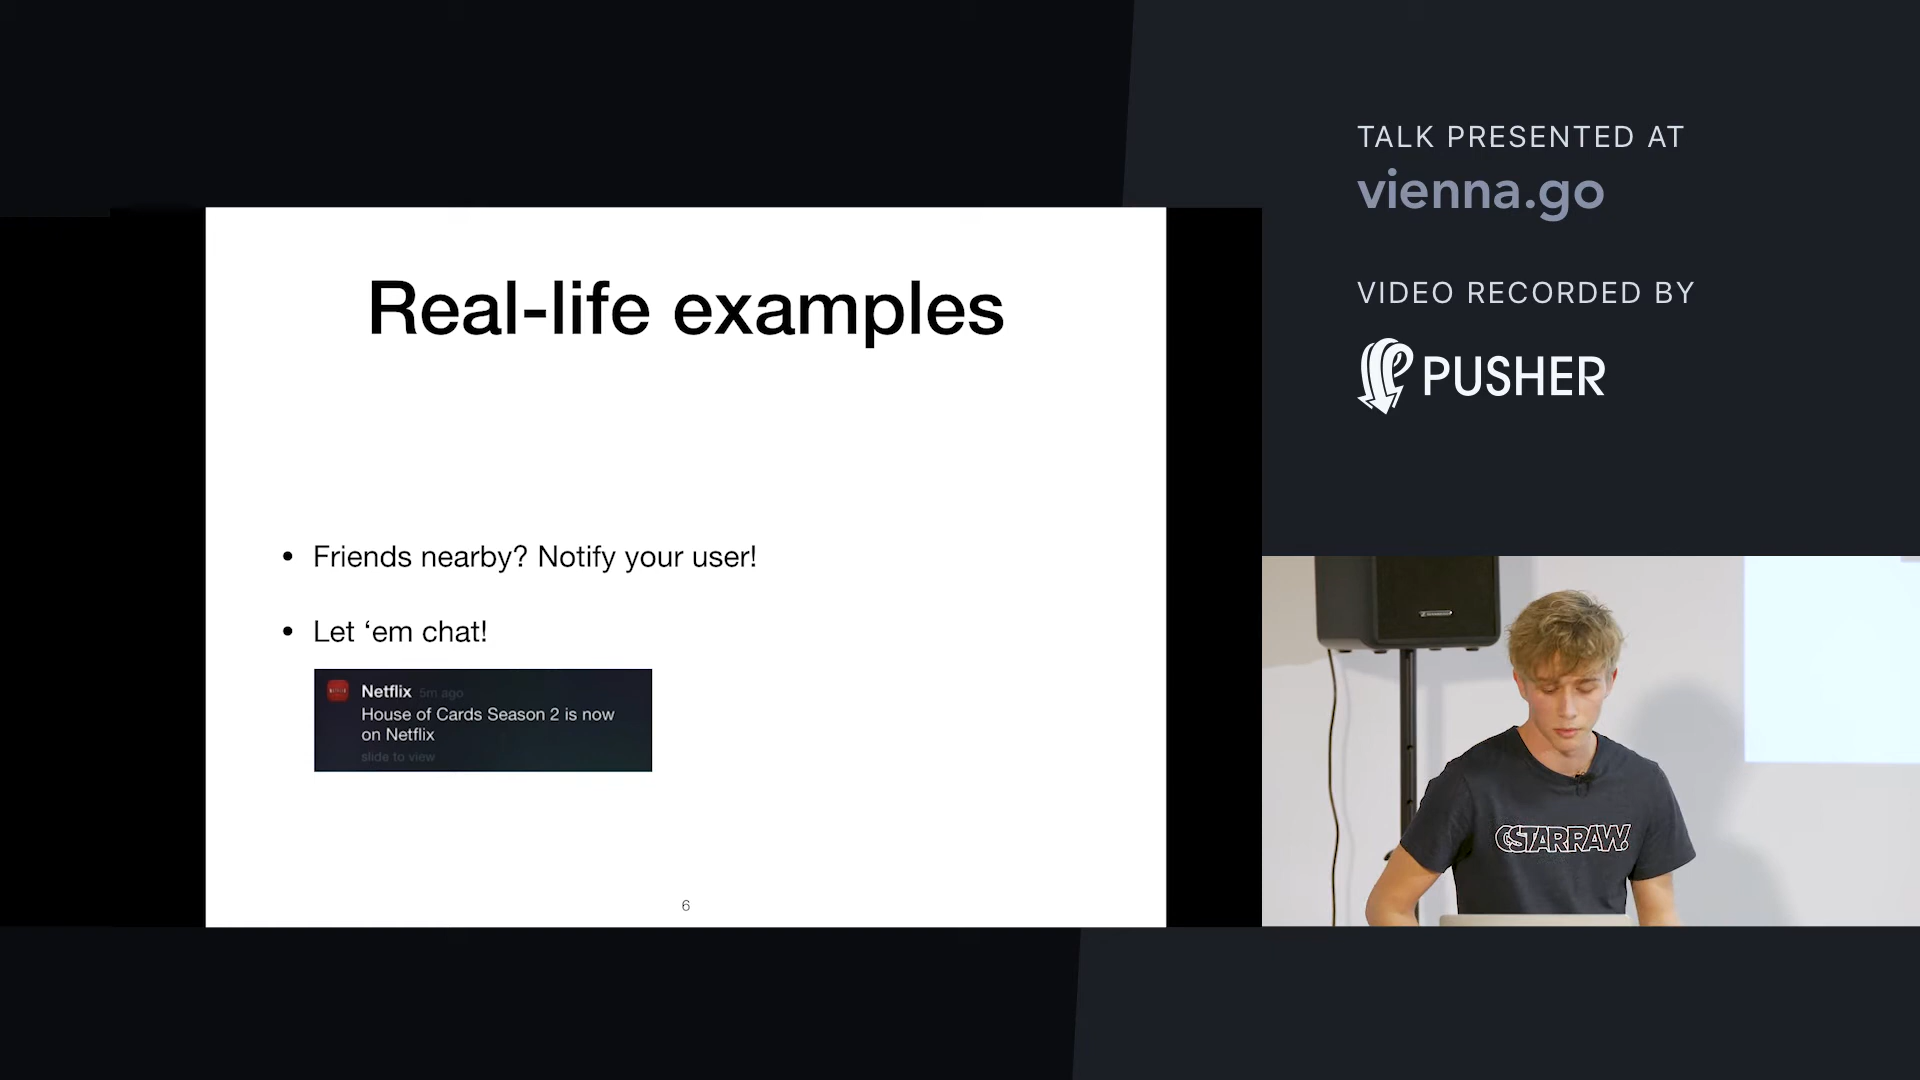 TALK PRESENTED AT
vienna.go
VIDEO RECORDED BY
PUSHER
Real-life examples
• Friends nearby? Notify your user!
• Let ‘em chat!
Netflix 5m ago
House of Cards Season 2 is now
on Netflix
slide to view
6
GSTARRAW.